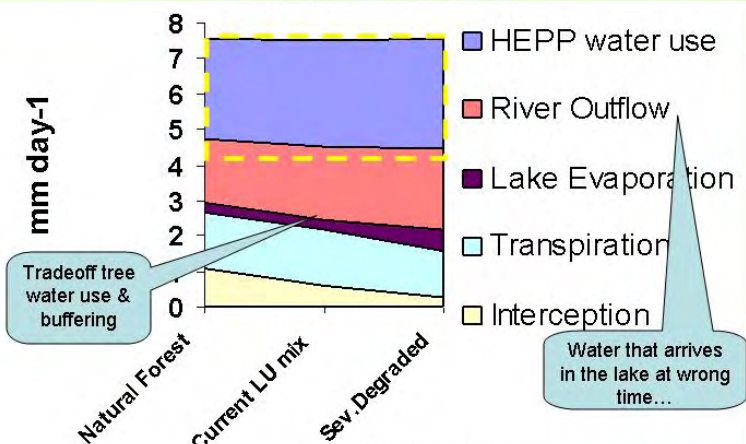 mm day-1
8
7
6
5
4
3
2
0
HEPP water use
River Outflow
Lake Evaporation
Transpiration
Interception
Tradeoff tree
water use &
buffering
Water that arrives
in the lake at wrong
time…
Natural Forest
Current LU mix
Sev.Degraded